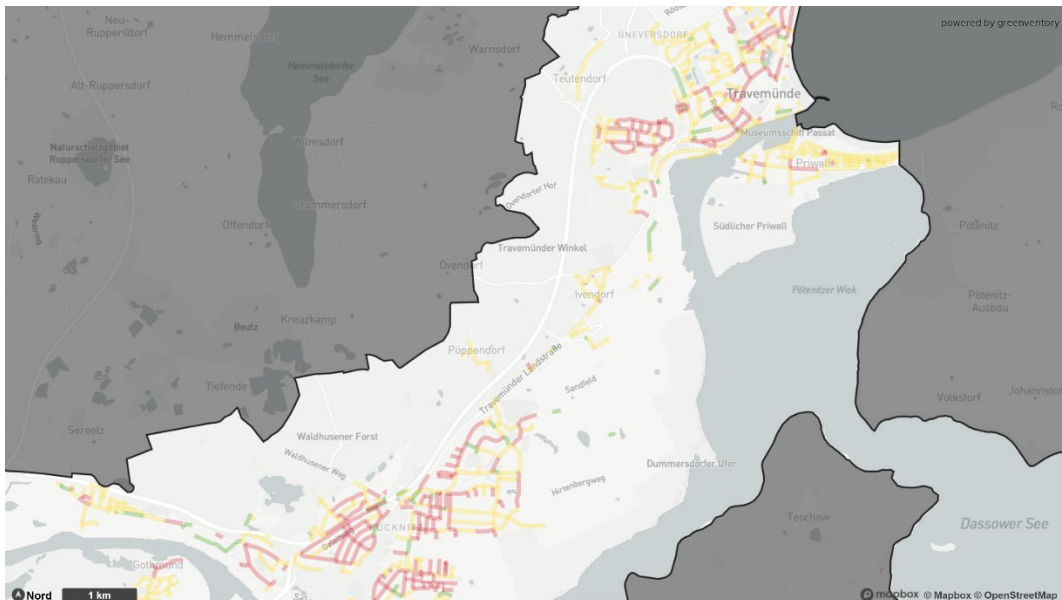 powered by greenventory
Neu-
Ruppersdorf
Hemmelsdorf
Hemmelsdorfer
See
Warnsdorf
GNEVERSDORF
Teutendorf
Alt-Ruppersdorf
Travemünde
Naturschutzgebiet
Ruppersdorfer See
Wilmsdorf
Museumsschiff Passat
Priwall
Ratekau
Grammersdorf
Ovendorfer Hof
Offendorf
Südlicher Priwall
Pötenitz
Travemünder Winkel
Ovendorf
Ivendorf
Pötenitzer Wiek
Pötenitz-
Ausbau
Kreuzkamp
Beutz
Pöppendorf
Travemünder Landstraße
Sandfeld
Tiefende
Volkstorf
Johannstor
Sereetz
Waldhusener Forst
Waldhusener Weg
Dummersdorfer Ufer
Hirtenbergweg
Teschow
Dassower See
Gothmund
Nord
1 km
mapbox © Mapbox © OpenStreetMap